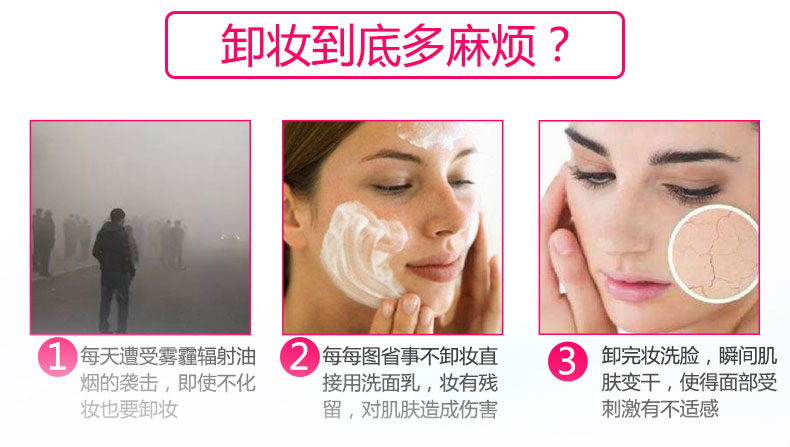 卸妆到底多麻烦？
1 每天遭受雾霾辐射油
烟的袭击，即使不化
妆也要卸妆
2 每每图省事不卸妆直
接用洗面乳，妆有残
留，对肌肤造成伤害
3 卸完妆洗脸，瞬间肌
肤变干，使得面部受
刺激有不适感